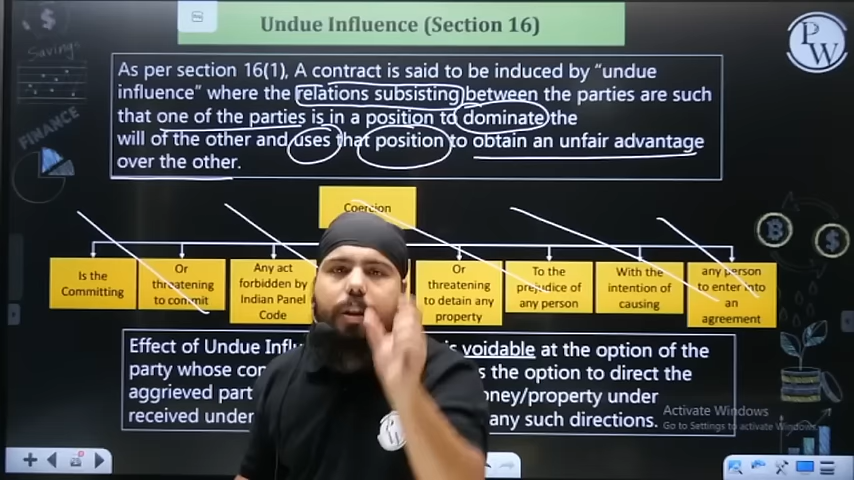 Undue Influence (Section 16)
PW
Savings
FINANCE
As per section 16(1), A contract is said to be induced by “undue
influence” where the relations subsisting between the parties are such
that one of the parties is in a position to dominate the
will of the other and uses that position to obtain an unfair advantage
over the other.
Coercion
Is the
Committing
Or
threatening
to commit
Any act
forbidden by
Indian Panel
Code
Or
threatening
to detain any
property
To the
prejudice of
any person
With the
intention of
causing
any person
to enter into
an
agreement
Effect of Undue voidable at the option of the
party whose the option to direct the
aggrieved under
received under any such directions.
Activate Windows
Go to Settings to activate Windows.